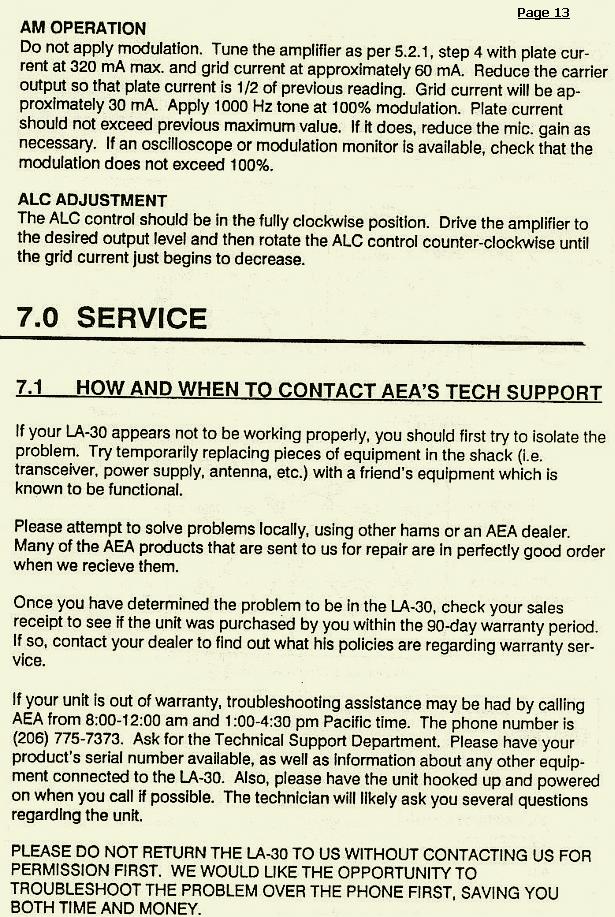 Page 13
AM OPERATION
Do not apply modulation. Tune the amplifier as per 5.2.1, step 4 with plate cur-
rent at 320 mA max. and grid current at approximately 60 mA. Reduce the carrier
output so that plate current is 1/2 of previous reading. Grid current will be ap-
proximately 30 mA. Apply 1000 Hz tone at 100% modulation. Plate current
should not exceed previous maximum value. If it does, reduce the mic. gain as
necessary. If an oscilloscope or modulation monitor is available, check that the
modulation does not exceed 100%.
ALC ADJUSTMENT
The ALC control should be in the fully clockwise position. Drive the amplifier to
the desired output level and then rotate the ALC control counter-clockwise until
the grid current just begins to decrease.
7.0 SERVICE
7.1 HOW AND WHEN TO CONTACT AEA'S TECH SUPPORT
If your LA-30 appears not to be working properly, you should first try to isolate the
problem. Try temporarily replacing pieces of equipment in the shack (i.e.
transceiver, power supply, antenna, etc.) with a friend's equipment which is
known to be functional.
Please attempt to solve problems locally, using other hams or an AEA dealer.
Many of the AEA products that are sent to us for repair are in perfectly good order
when we recieve them.
Once you have determined the problem to be in the LA-30, check your sales
receipt to see if the unit was purchased by you within the 90-day warranty period.
If so, contact your dealer to find out what his policies are regarding warranty ser-
vice.
If your unit is out of warranty, troubleshooting assistance may be had by calling
AEA from 8:00-12:00 am and 1:00-4:30 pm Pacific time. The phone number is
(206) 775-7373. Ask for the Technical Support Department. Please have your
product's serial number available, as well as information about any other equip-
ment connected to the LA-30. Also, please have the unit hooked up and powered
on when you call if possible. The technician will likely ask you several questions
regarding the unit.
PLEASE DO NOT RETURN THE LA-30 TO US WITHOUT CONTACTING US FOR
PERMISSION FIRST. WE WOULD LIKE THE OPPORTUNITY TO
TROUBLESHOOT THE PROBLEM OVER THE PHONE FIRST, SAVING YOU
BOTH TIME AND MONEY.